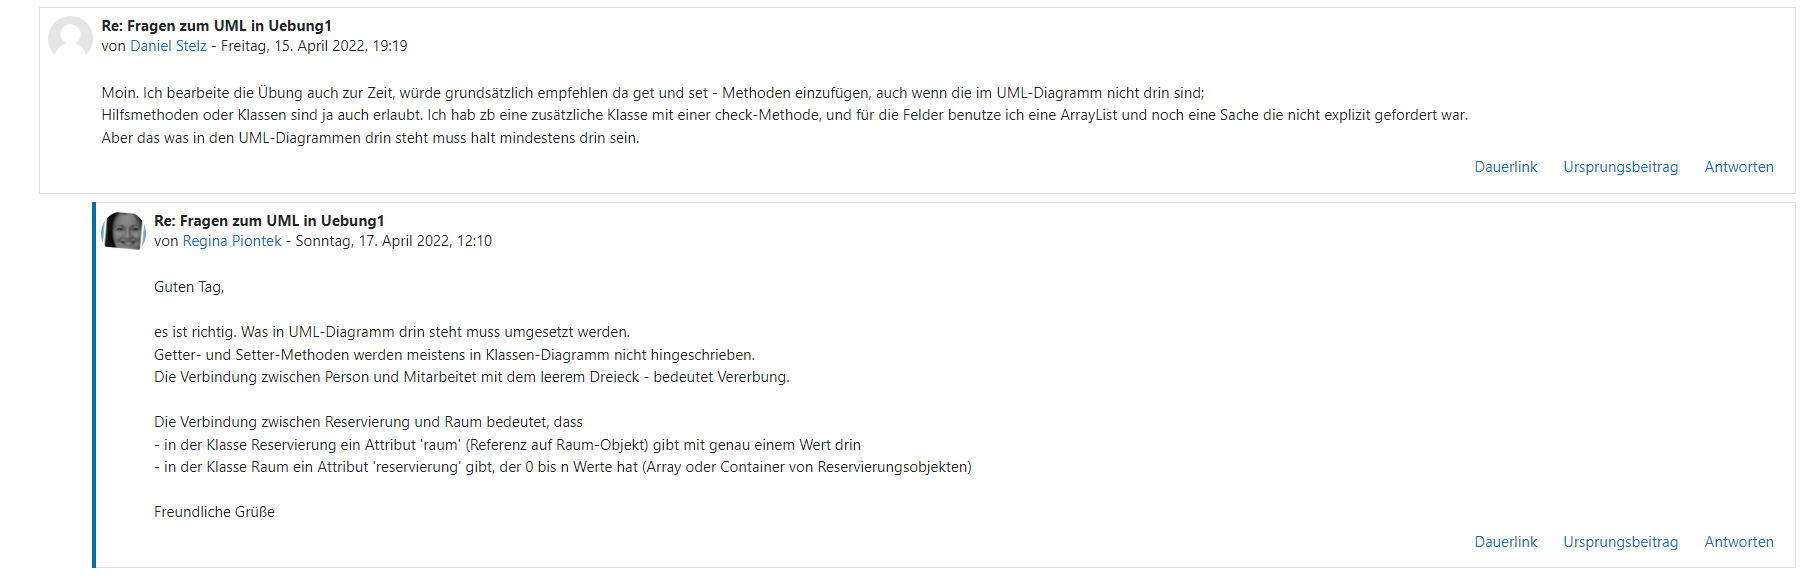 Re: Fragen zum UML in Uebung1
von Daniel Stelz - Freitag, 15. April 2022, 19:19
Moin. Ich bearbeite die Übung auch zur Zeit, würde grundsätzlich empfehlen da get und set - Methoden einzufügen, auch wenn die im UML-Diagramm nicht drin sind;
Hilfsmethoden oder Klassen sind ja auch erlaubt. Ich hab zb eine zusätzliche Klasse mit einer check-Methode, und für die Felder benutze ich eine ArrayList und noch eine Sache die nicht explizit gefordert war.
Aber das was in den UML-Diagrammen drin steht muss halt mindestens drin sein.
Dauerlink Ursprungsbeitrag Antworten
Re: Fragen zum UML in Uebung1
von Regina Piontek - Sonntag, 17. April 2022, 12:10
Guten Tag,
es ist richtig. Was in UML-Diagramm drin steht muss umgesetzt werden.
Getter- und Setter-Methoden werden meistens in Klassen-Diagramm nicht hingeschrieben.
Die Verbindung zwischen Person und Mitarbeitet mit dem leerem Dreieck - bedeutet Vererbung.
Die Verbindung zwischen Reservierung und Raum bedeutet, dass
- in der Klasse Reservierung ein Attribut 'raum' (Referenz auf Raum-Objekt) gibt mit genau einem Wert drin
- in der Klasse Raum ein Attribut 'reservierung' gibt, der 0 bis n Werte hat (Array oder Container von Reservierungsobjekten)
Freundliche Grüße
Dauerlink Ursprungsbeitrag Antworten